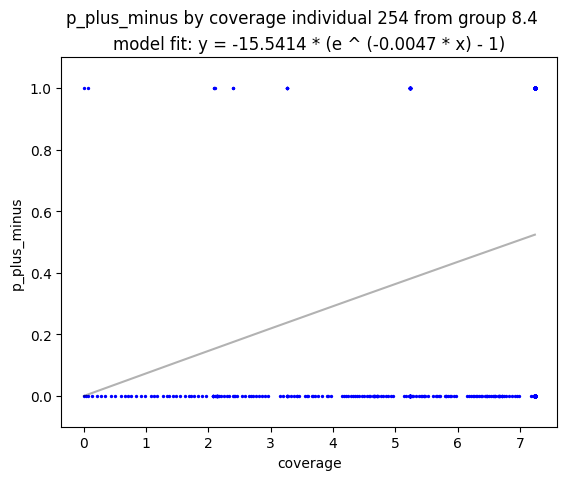 p_plus_minus by coverage individual 254 from group 8.4
model fit: y = -15.5414 * (e ^ (-0.0047 * x) - 1)
1.0
0.8
0.6
0.4
0.2
0.0
p_plus_minus
0 1 2 3 4 5 6 7
coverage